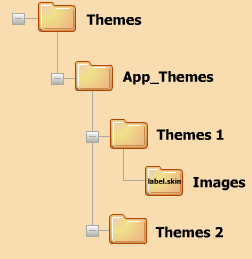 Themes
App_Themes
Themes 1
label.skin
Images
Themes 2